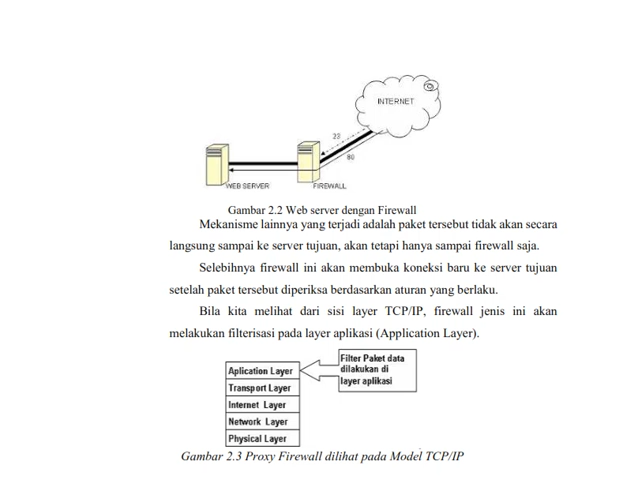 INTERNET
23
80
WEB SERVER
FIREWALL
Gambar 2.2 Web server dengan Firewall
Mekanisme lainnya yang terjadi adalah paket tersebut tidak akan secara
langsung sampai ke server tujuan, akan tetapi hanya sampai firewall saja.
Selebihnya firewall ini akan membuka koneksi baru ke server tujuan
setelah paket tersebut diperiksa berdasarkan aturan yang berlaku.
Bila kita melihat dari sisi layer TCP/IP, firewall jenis ini akan
melakukan filterisasi pada layer aplikasi (Application Layer).
Filter Paket data
dilakukan di
layer aplikasi
Aplication Layer
Transport Layer
Internet Layer
Network Layer
Physical Layer
Gambar 2.3 Proxy Firewall dilihat pada Model TCP/IP